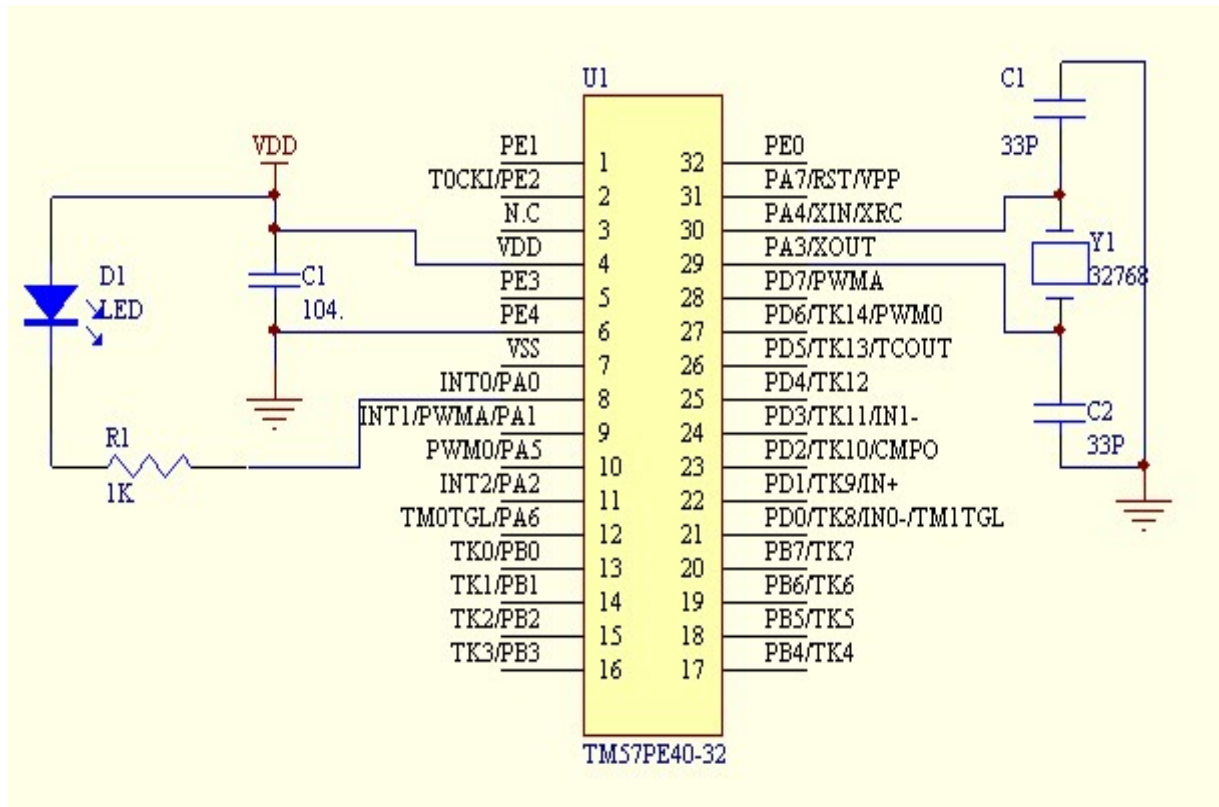 U1
VDD
PE1
T0CKI/PE2
N.C
VDD
PE3
PE4
VSS
INT0/PA0
INT1/PWMA/PA1
PWM0/PA5
INT2/PA2
TM0TGL/PA6
TK0/PB0
TK1/PB1
TK2/PB2
TK3/PB3
1
2
3
4
5
6
7
8
9
10
11
12
13
14
15
16
32
31
30
29
28
27
26
25
24
23
22
21
20
19
18
17
PE0
PA7/RST/VPP
PA4/XIN/XRC
PA3/XOUT
PD7/PWMA
PD6/TK14/PWM0
PD5/TK13/TCOUT
PD4/TK12
PD3/TK11/IN1-
PD2/TK10/CMPO
PD1/TK9/IN+
PD0/TK8/IN0-/TM1TGL
PB7/TK7
PB6/TK6
PB5/TK5
PB4/TK4
D1
LED
C1
104.
R1
1K
C1
33P
Y1
32768
C2
33P
TM57PE40-32